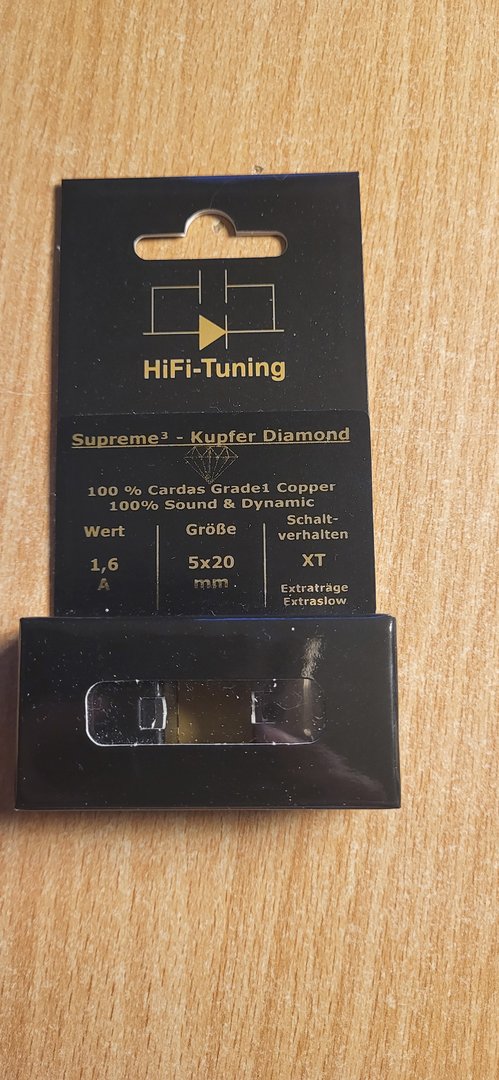 HiFi-Tuning
Supreme³ - Kupfer Diamond
100 % Cardas Grade1 Copper
100% Sound & Dynamic
Wert
1,6
A
Größe
5x20
mm
Schalt-
verhalten
XT
Extraträge
Extraslow